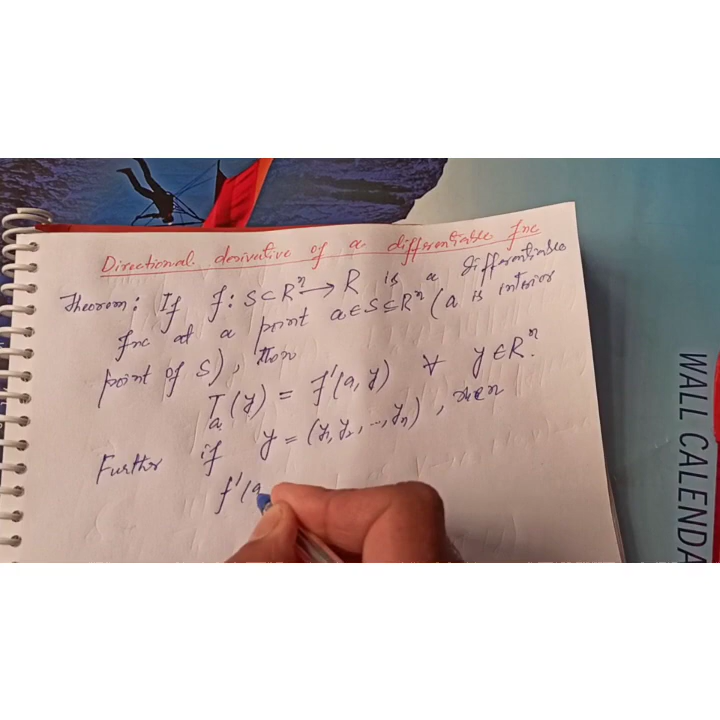 Directional derivative of a differentiable fnc
Theorem: If f: S⊂Rⁿ → R is a differentiable
fnc at a point a∈S⊆Rⁿ (a is interior
point of S), then
Tₐ(y) = f'(a, y) ∀ y∈Rⁿ.
Further if y = (y₁, y₂, ..., yₙ), then
f'(a
WALL CALENDA